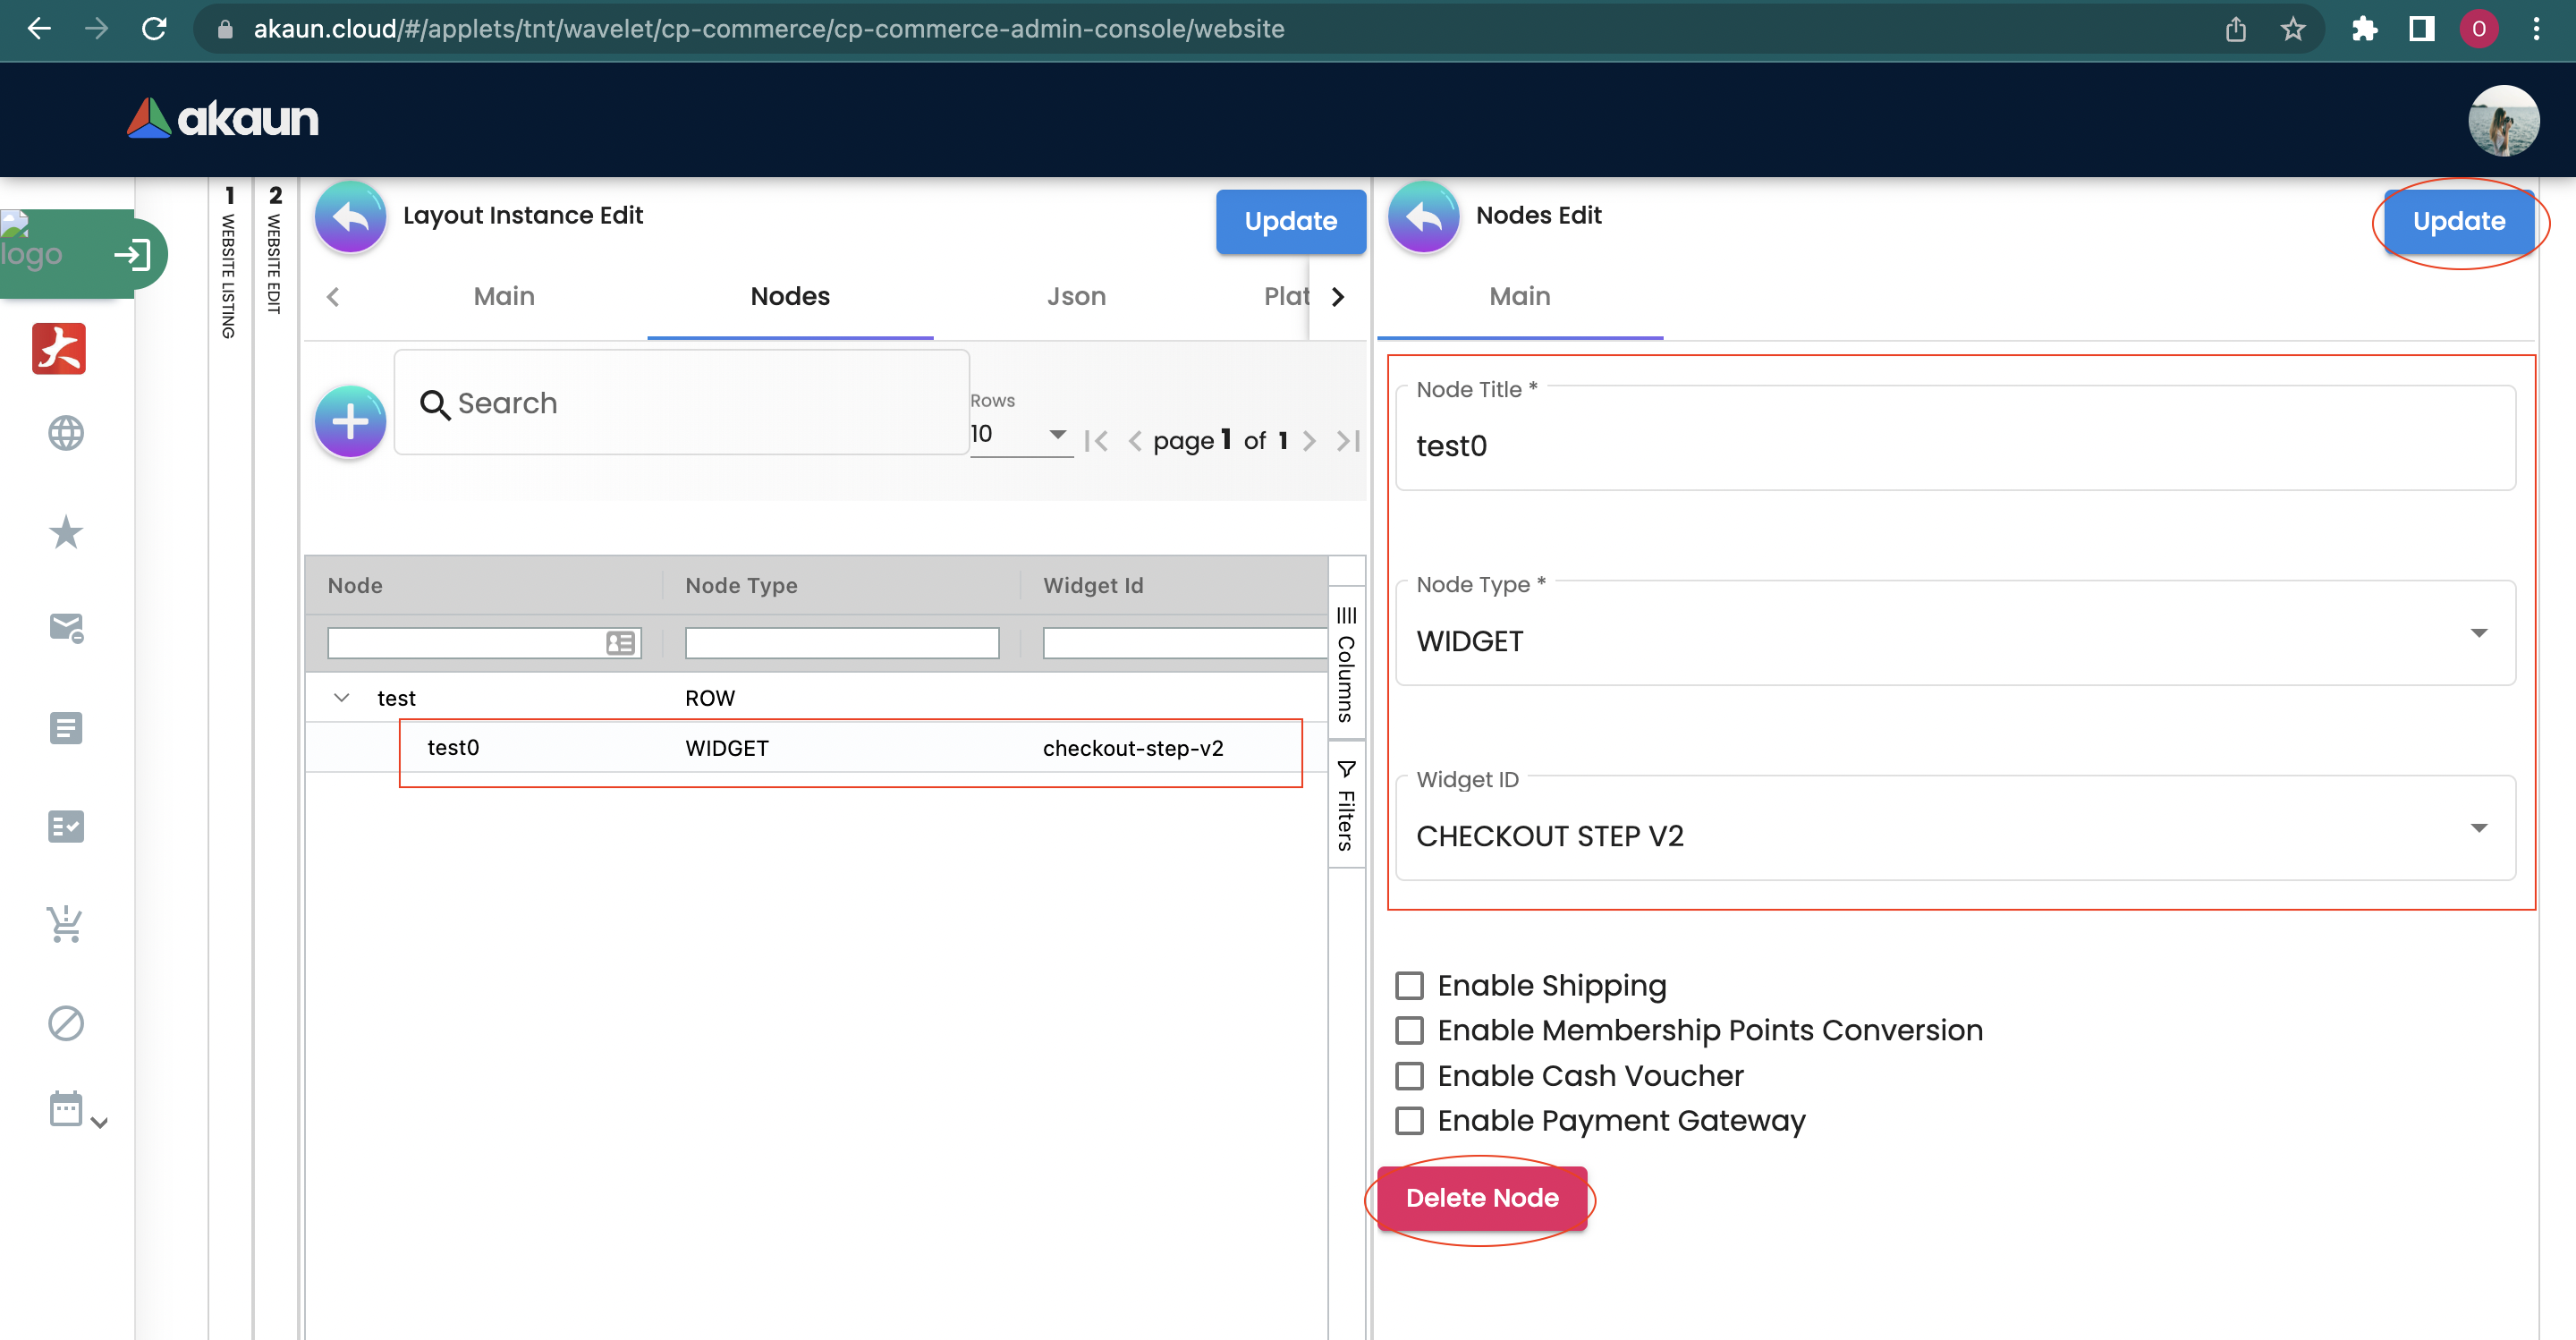 akaun.cloud/#/applets/tnt/wavelet/cp-commerce/cp-commerce-admin-console/website
O
akaun
logo
1 WEBSITE LISTING
2 WEBSITE EDIT
Layout Instance Edit
Update
Main
Nodes
Json
Plat
Search
Rows
10
page 1 of 1
Node
Node Type
Widget Id
test
ROW
test0
WIDGET
checkout-step-v2
Columns
Filters
Nodes Edit
Update
Main
Node Title *
test0
Node Type *
WIDGET
Widget ID
CHECKOUT STEP V2
Enable Shipping
Enable Membership Points Conversion
Enable Cash Voucher
Enable Payment Gateway
Delete Node